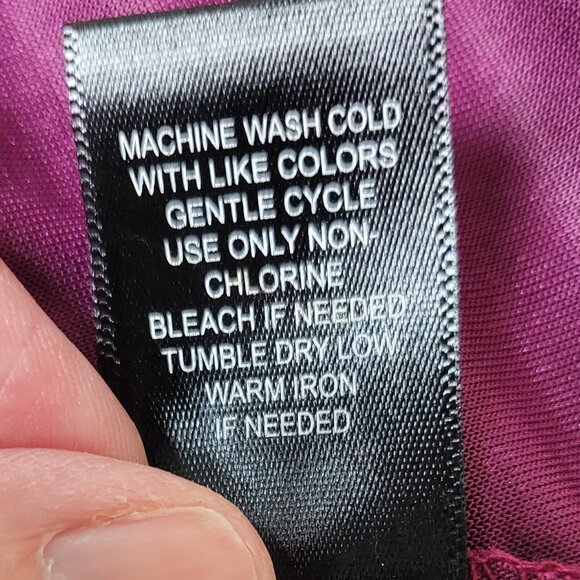 MACHINE WASH COLD
WITH LIKE COLORS
GENTLE CYCLE
USE ONLY NON-
CHLORINE
BLEACH IF NEEDED
TUMBLE DRY LOW
WARM IRON
IF NEEDED